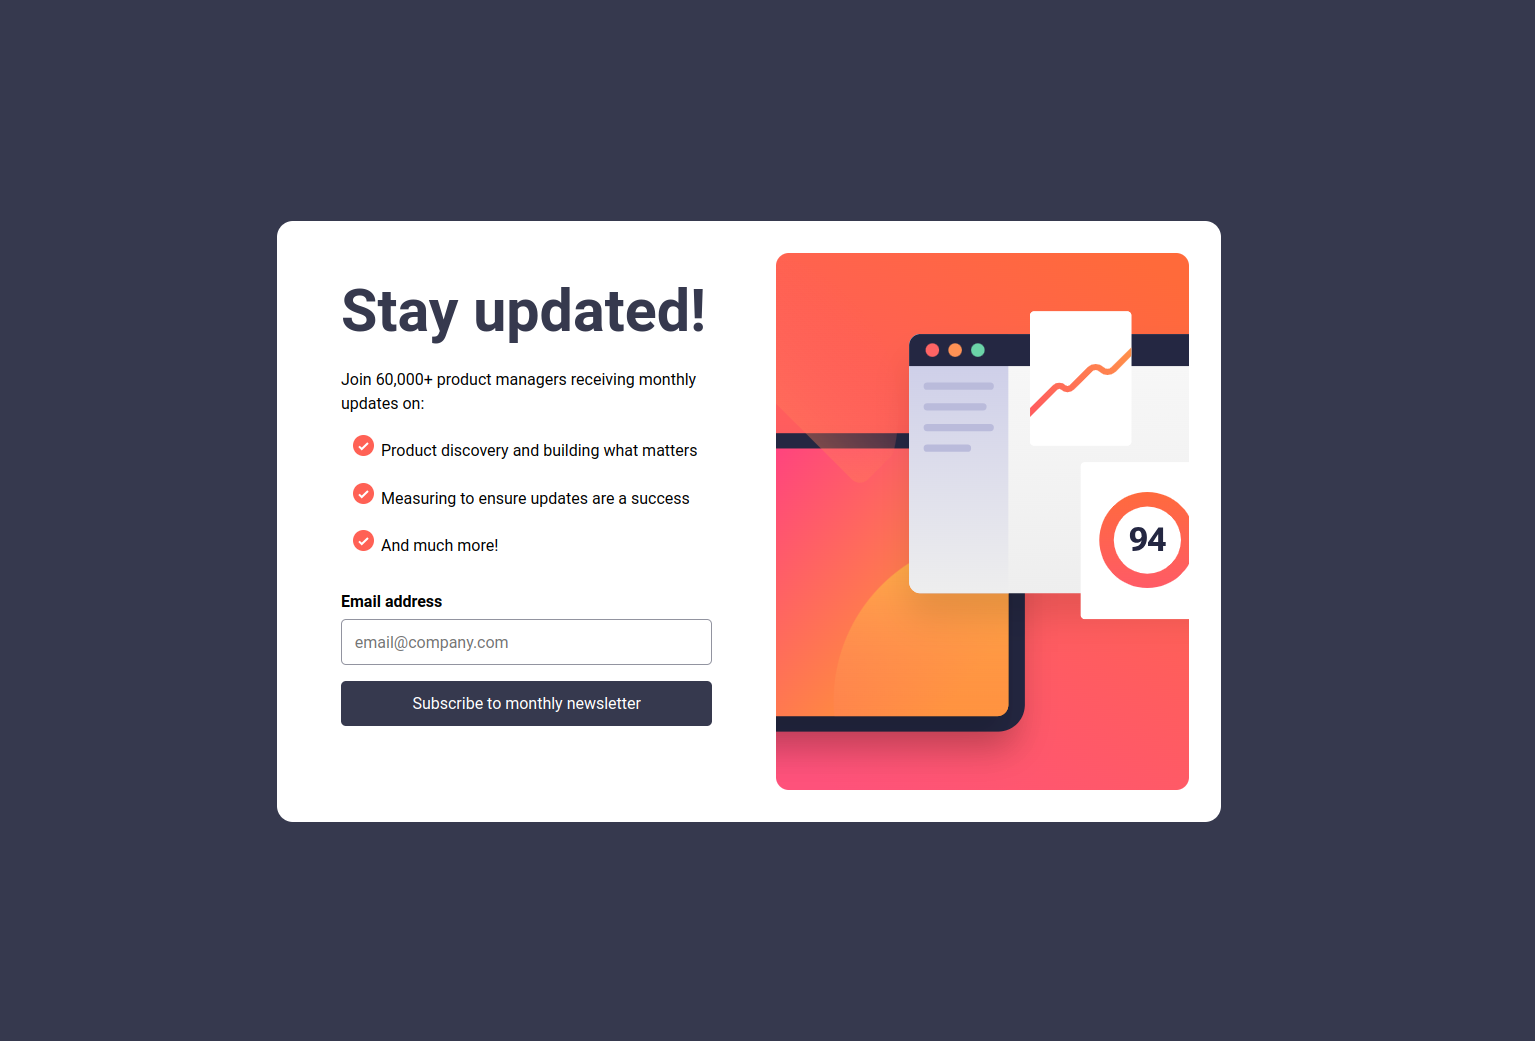 Stay updated!
Join 60,000+ product managers receiving monthly
updates on:
Product discovery and building what matters
Measuring to ensure updates are a success
And much more!
Email address
email@company.com
Subscribe to monthly newsletter
94